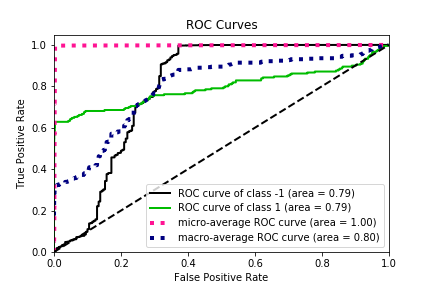 ROC Curves
True Positive Rate
1.0
0.8
0.6
0.4
0.2
0.0
ROC curve of class -1 (area = 0.79)
ROC curve of class 1 (area = 0.79)
micro-average ROC curve (area = 1.00)
macro-average ROC curve (area = 0.80)
0.0 0.2 0.4 0.6 0.8 1.0
False Positive Rate